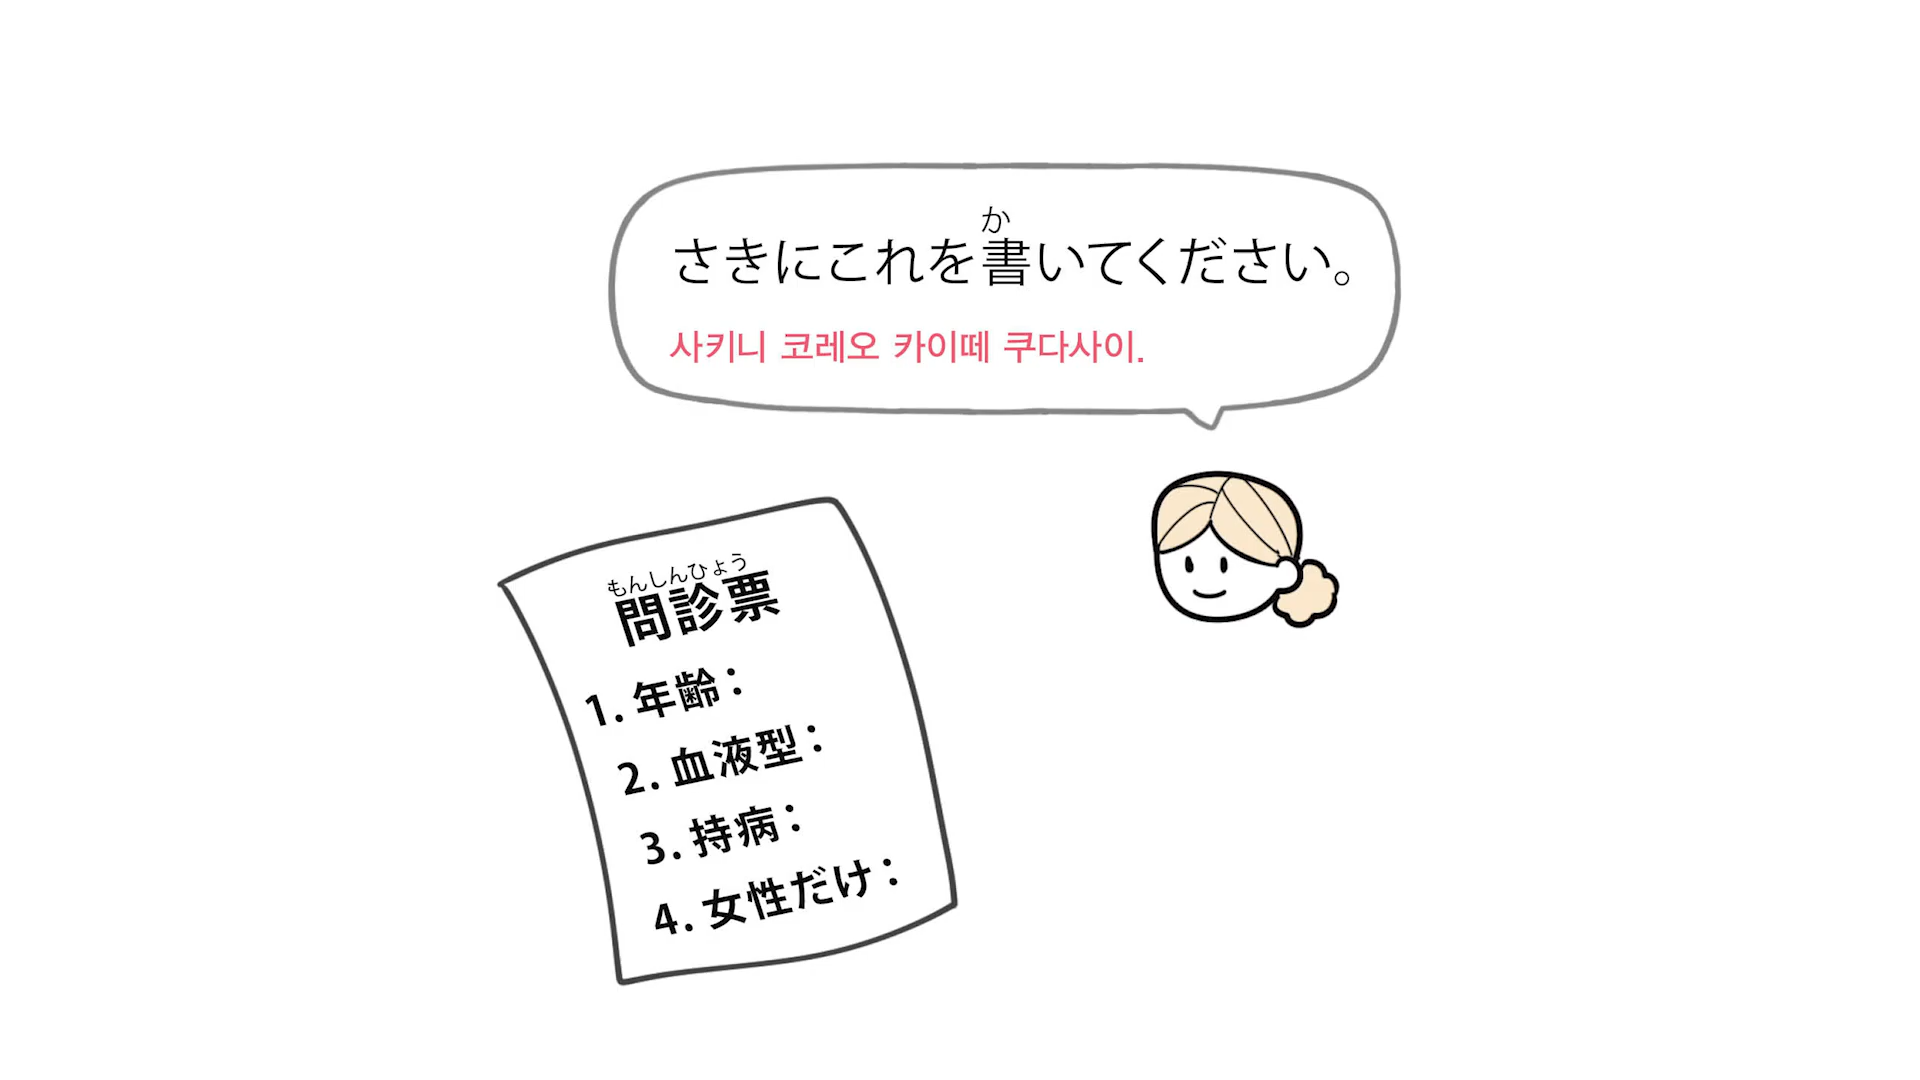 か
さきにこれを書いてください。
사키니 코레오 카이떼 쿠다사이.
もんしんひょう
問診票
1. 年齢：
2. 血液型：
3. 持病：
4. 女性だけ：